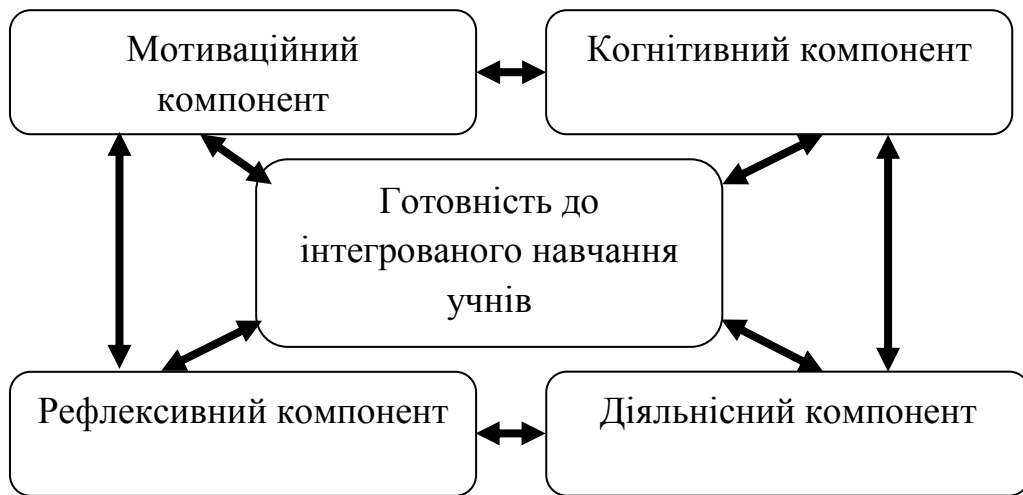 Мотиваційний
компонент
Когнітивний компонент
Готовність до
інтегрованого навчання
учнів
Рефлексивний компонент
Діяльнісний компонент